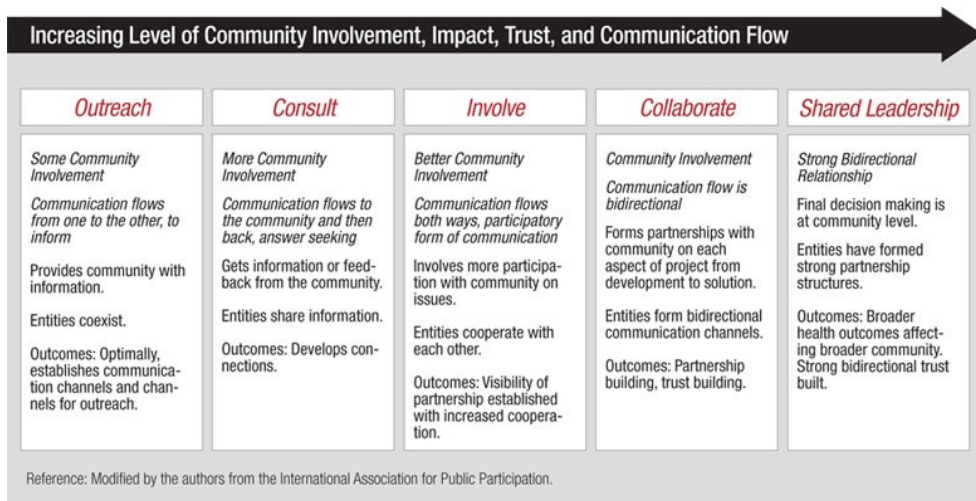 Increasing Level of Community Involvement, Impact, Trust, and Communication Flow
Outreach
Some Community
Involvement
Communication flows
from one to the other, to
inform
Provides community with
information.
Entities coexist.
Outcomes: Optimally,
establishes communica-
tion channels and chan-
nels for outreach.
Consult
More Community
Involvement
Communication flows to
the community and then
back, answer seeking
Gets information or feed-
back from the community.
Entities share information.
Outcomes: Develops con-
nections.
Involve
Better Community
Involvement
Communication flows
both ways, participatory
form of communication
Involves more participa-
tion with community on
issues.
Entities cooperate with
each other.
Outcomes: Visibility of
partnership established
with increased coopera-
tion.
Collaborate
Community Involvement
Communication flow is
bidirectional
Forms partnerships with
community on each
aspect of project from
development to solution.
Entities form bidirectional
communication channels.
Outcomes: Partnership
building, trust building.
Shared Leadership
Strong Bidirectional
Relationship
Final decision making is
at community level.
Entities have formed
strong partnership
structures.
Outcomes: Broader
health outcomes affect-
ing broader community.
Strong bidirectional trust
built.
Reference: Modified by the authors from the International Association for Public Participation.